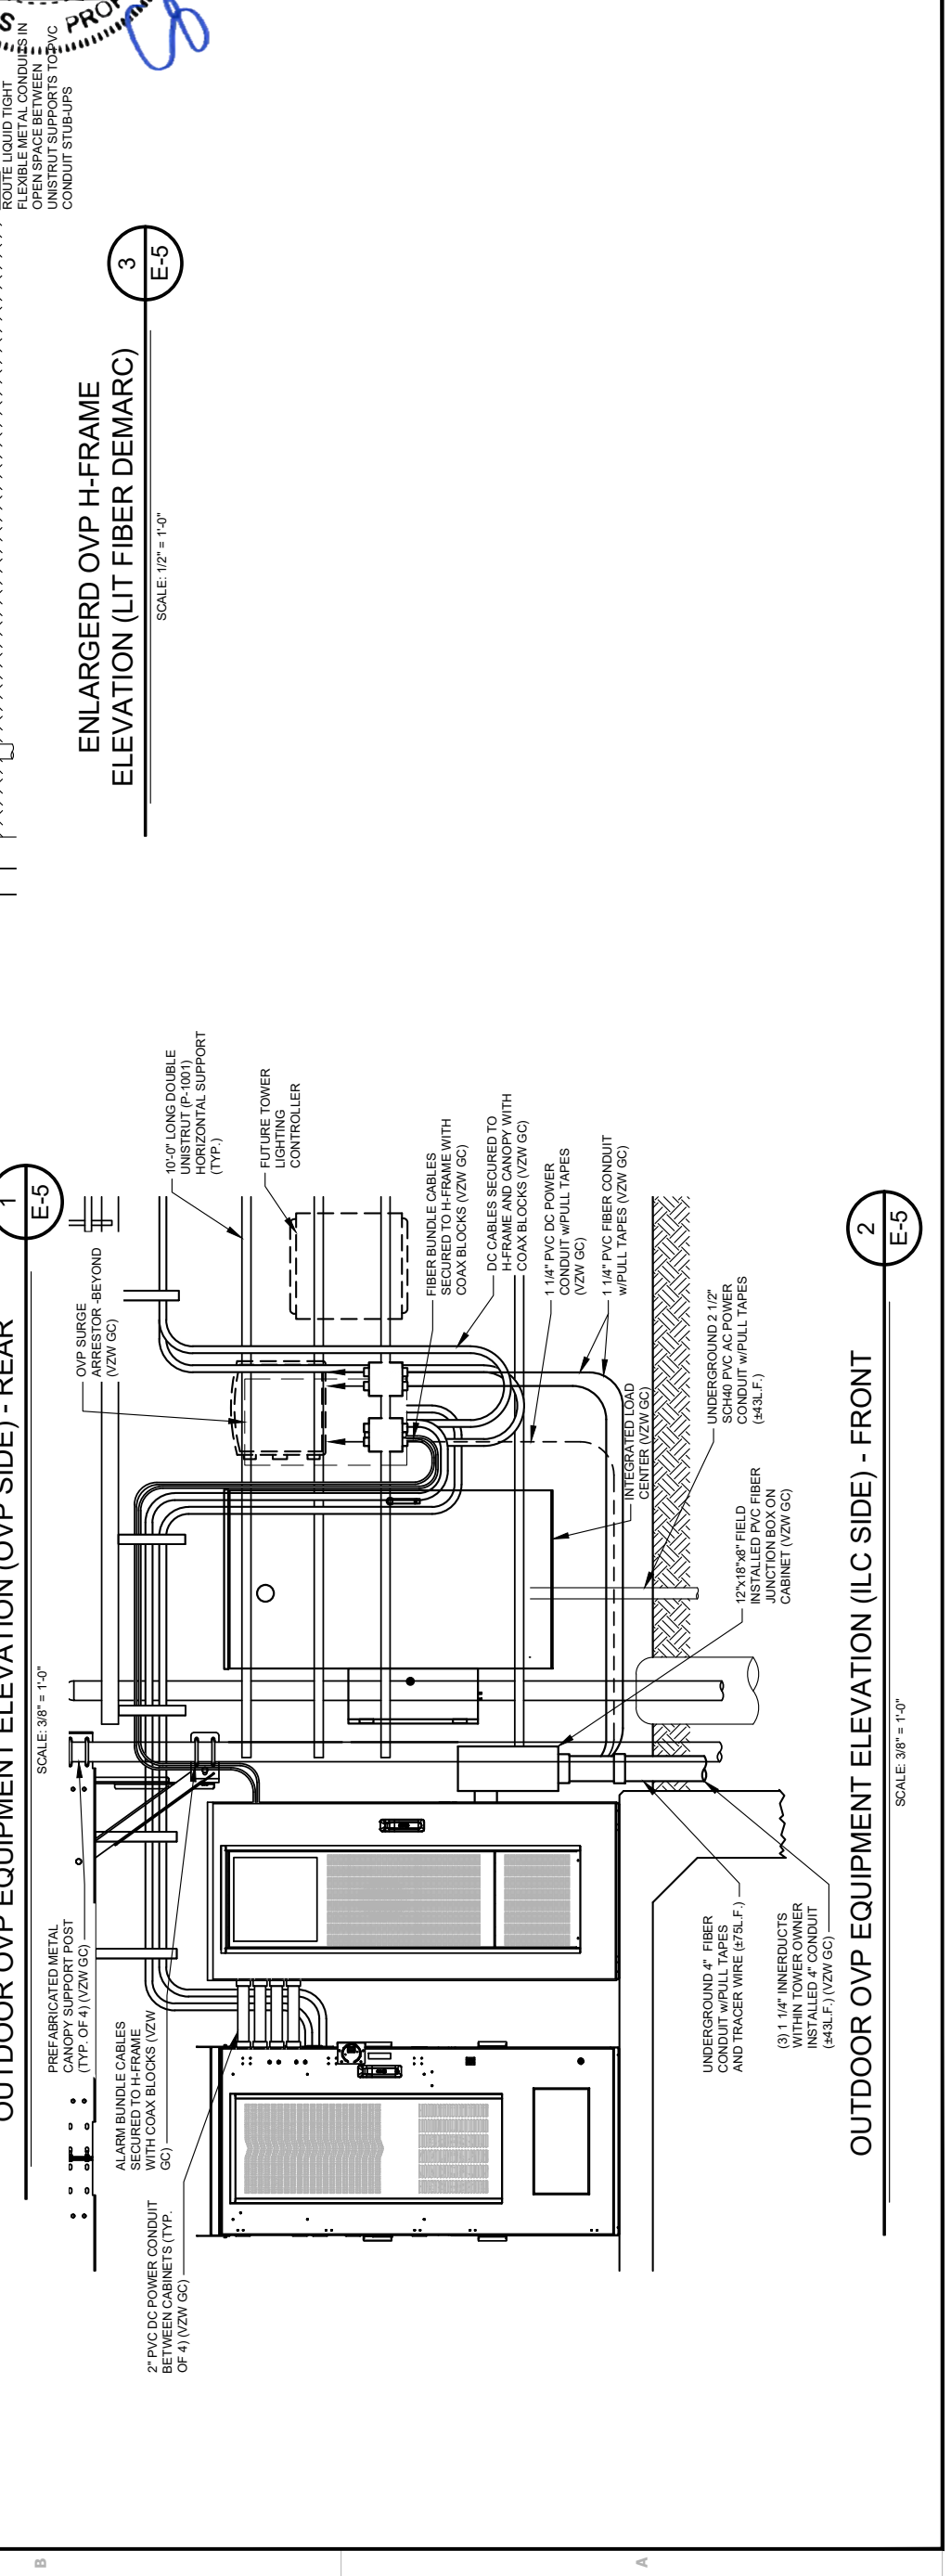 OUTDOOR OVP EQUIPMENT ELEVATION (OVP SIDE) - REAR
SCALE: 3/8" = 1'-0"
1
E-5
PREFABRICATED METAL
CANOPY SUPPORT POST
(TYP. OF 4) (VZW GC)
ALARM BUNDLE CABLES
SECURED TO H-FRAME
WITH COAX BLOCKS (VZW
GC)
2" PVC DC POWER CONDUIT
BETWEEN CABINETS (TYP.
OF 4) (VZW GC)
OVP SURGE
ARRESTOR -BEYOND
(VZW GC)
10'-0" LONG DOUBLE
UNISTRUT (P-1001)
HORIZONTAL SUPPORT
(TYP.)
FUTURE TOWER
LIGHTING
CONTROLLER
FIBER BUNDLE CABLES
SECURED TO H-FRAME WITH
COAX BLOCKS (VZW GC)
DC CABLES SECURED TO
H-FRAME AND CANOPY WITH
COAX BLOCKS (VZW GC)
1 1/4" PVC DC POWER
CONDUIT w/PULL TAPES
(VZW GC)
1 1/4" PVC FIBER CONDUIT
w/PULL TAPES (VZW GC)
INTEGRATED LOAD
CENTER (VZW GC)
UNDERGROUND 2 1/2"
SCH40 PVC AC POWER
CONDUIT w/PULL TAPES
(±43L.F.)
12"x18"x8" FIELD
INSTALLED PVC FIBER
JUNCTION BOX ON
CABINET (VZW GC)
UNDERGROUND 4" FIBER
CONDUIT w/PULL TAPES
AND TRACER WIRE (±75L.F.)
(3) 1 1/4" INNERDUCTS
WITHIN TOWER OWNER
INSTALLED 4" CONDUIT
(±43L.F.) (VZW GC)
OUTDOOR OVP EQUIPMENT ELEVATION (ILC SIDE) - FRONT
SCALE: 3/8" = 1'-0"
2
E-5
ROUTE LIQUID TIGHT
FLEXIBLE METAL CONDUITS IN
OPEN SPACE BETWEEN
UNISTRUT SUPPORTS TO PVC
CONDUIT STUB-UPS
ENLARGERD OVP H-FRAME
ELEVATION (LIT FIBER DEMARC)
SCALE: 1/2" = 1'-0"
3
E-5
B
A